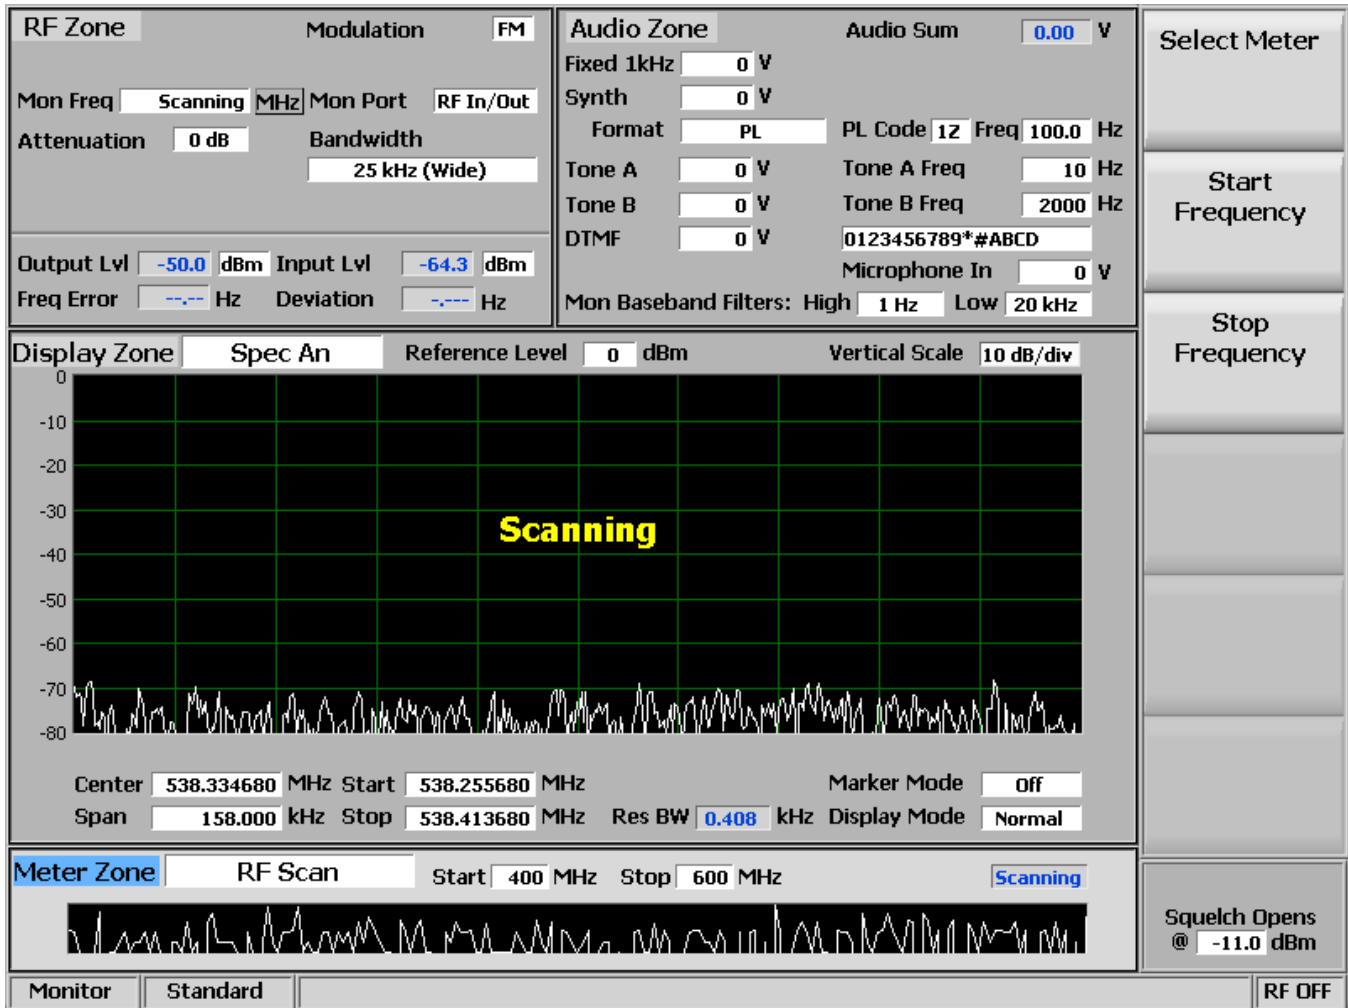 RF Zone Modulation FM
Mon Freq Scanning MHz Mon Port RF In/Out
Attenuation 0 dB Bandwidth
25 kHz (Wide)
Output Lvl -50.0 dBm Input Lvl -64.3 dBm
Freq Error --.-- Hz Deviation -.--- Hz
Audio Zone Audio Sum 0.00 V
Fixed 1kHz 0 V
Synth 0 V
Format PL PL Code 1Z Freq 100.0 Hz
Tone A 0 V Tone A Freq 10 Hz
Tone B 0 V Tone B Freq 2000 Hz
DTMF 0 V 0123456789*#ABCD
Microphone In 0 V
Mon Baseband Filters: High 1 Hz Low 20 kHz
Select Meter
Start
Frequency
Stop
Frequency
Display Zone Spec An Reference Level 0 dBm Vertical Scale 10 dB/div
0
-10
-20
-30
Scanning
-40
-50
-60
-70
-80
Center 538.334680 MHz Start 538.255680 MHz Marker Mode Off
Span 158.000 kHz Stop 538.413680 MHz Res BW 0.408 kHz Display Mode Normal
Meter Zone RF Scan Start 400 MHz Stop 600 MHz Scanning
Squelch Opens
@ -11.0 dBm
Monitor Standard RF OFF